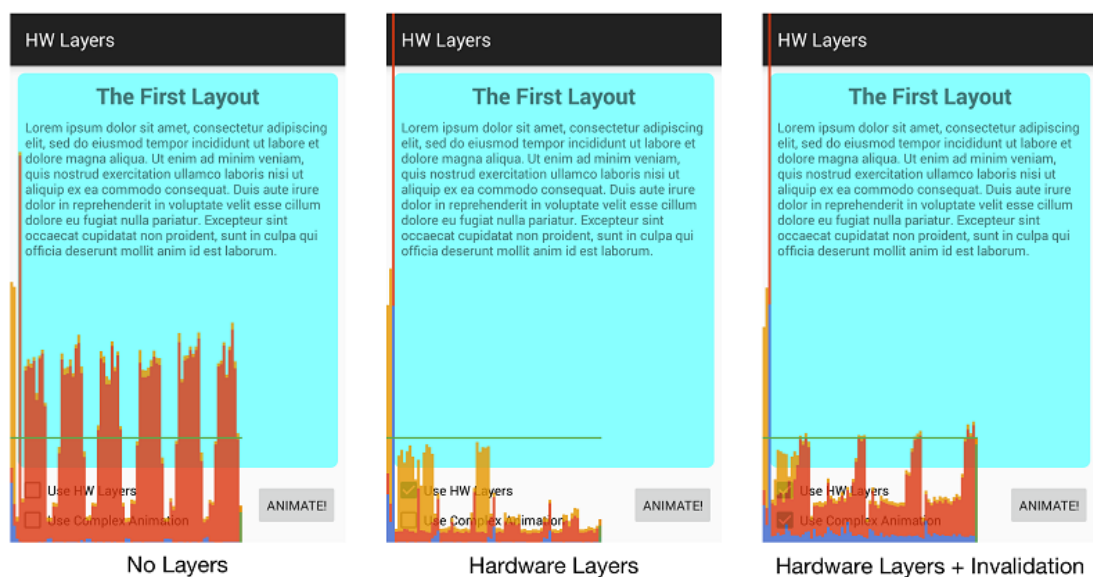 HW Layers
The First Layout
Lorem ipsum dolor sit amet, consectetur adipiscing
elit, sed do eiusmod tempor incididunt ut labore et
dolore magna aliqua. Ut enim ad minim veniam,
quis nostrud exercitation ullamco laboris nisi ut
aliquip ex ea commodo consequat. Duis aute irure
dolor in reprehenderit in voluptate velit esse cillum
dolore eu fugiat nulla pariatur. Excepteur sint
occaecat cupidatat non proident, sunt in culpa qui
officia deserunt mollit anim id est laborum.
Use HW Layers
Use Complex Animation
ANIMATE!
No Layers
HW Layers
The First Layout
Lorem ipsum dolor sit amet, consectetur adipiscing
elit, sed do eiusmod tempor incididunt ut labore et
dolore magna aliqua. Ut enim ad minim veniam,
quis nostrud exercitation ullamco laboris nisi ut
aliquip ex ea commodo consequat. Duis aute irure
dolor in reprehenderit in voluptate velit esse cillum
dolore eu fugiat nulla pariatur. Excepteur sint
occaecat cupidatat non proident, sunt in culpa qui
officia deserunt mollit anim id est laborum.
Use HW Layers
Use Complex Animation
ANIMATE!
Hardware Layers
HW Layers
The First Layout
Lorem ipsum dolor sit amet, consectetur adipiscing
elit, sed do eiusmod tempor incididunt ut labore et
dolore magna aliqua. Ut enim ad minim veniam,
quis nostrud exercitation ullamco laboris nisi ut
aliquip ex ea commodo consequat. Duis aute irure
dolor in reprehenderit in voluptate velit esse cillum
dolore eu fugiat nulla pariatur. Excepteur sint
occaecat cupidatat non proident, sunt in culpa qui
officia deserunt mollit anim id est laborum.
Use HW Layers
Use Complex Animation
ANIMATE!
Hardware Layers + Invalidation